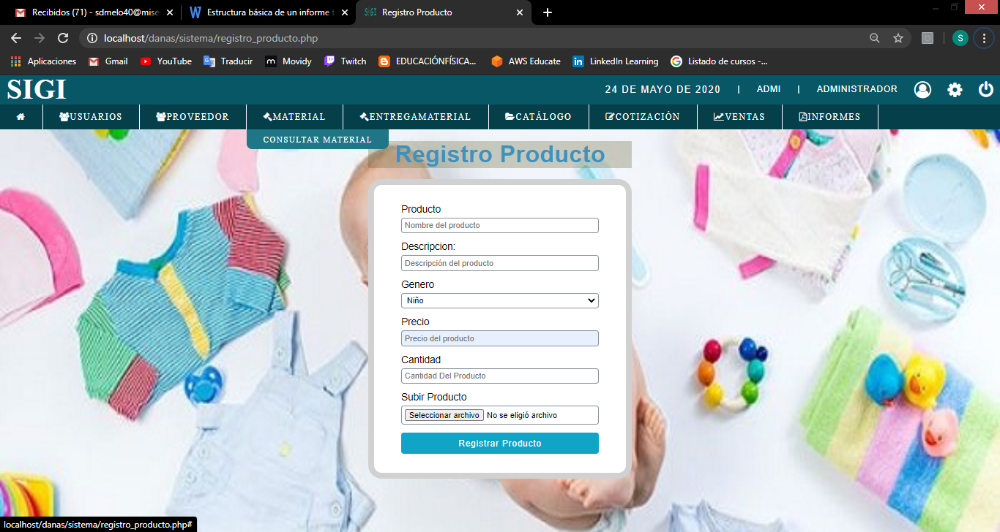 Recibidos (71) - sdmelo40@mise
Estructura básica de un informe t
SIGI Registro Producto
localhost/danas/sistema/registro_producto.php
S
Aplicaciones Gmail YouTube Traducir Movidy Twitch EDUCACIÓNFÍSICA... AWS Educate LinkedIn Learning Listado de cursos -...
SIGI
24 DE MAYO DE 2020 | ADMI | ADMINISTRADOR
USUARIOS PROVEEDOR MATERIAL ENTREGAMATERIAL CATÁLOGO COTIZACIÓN VENTAS INFORMES
CONSULTAR MATERIAL
Registro Producto
Producto
Nombre del producto
Descripcion:
Descripción del producto
Genero
Niño
Precio
Precio del producto
Cantidad
Cantidad Del Producto
Subir Producto
Seleccionar archivo No se eligió archivo
Registrar Producto
localhost/danas/sistema/registro_producto.php#